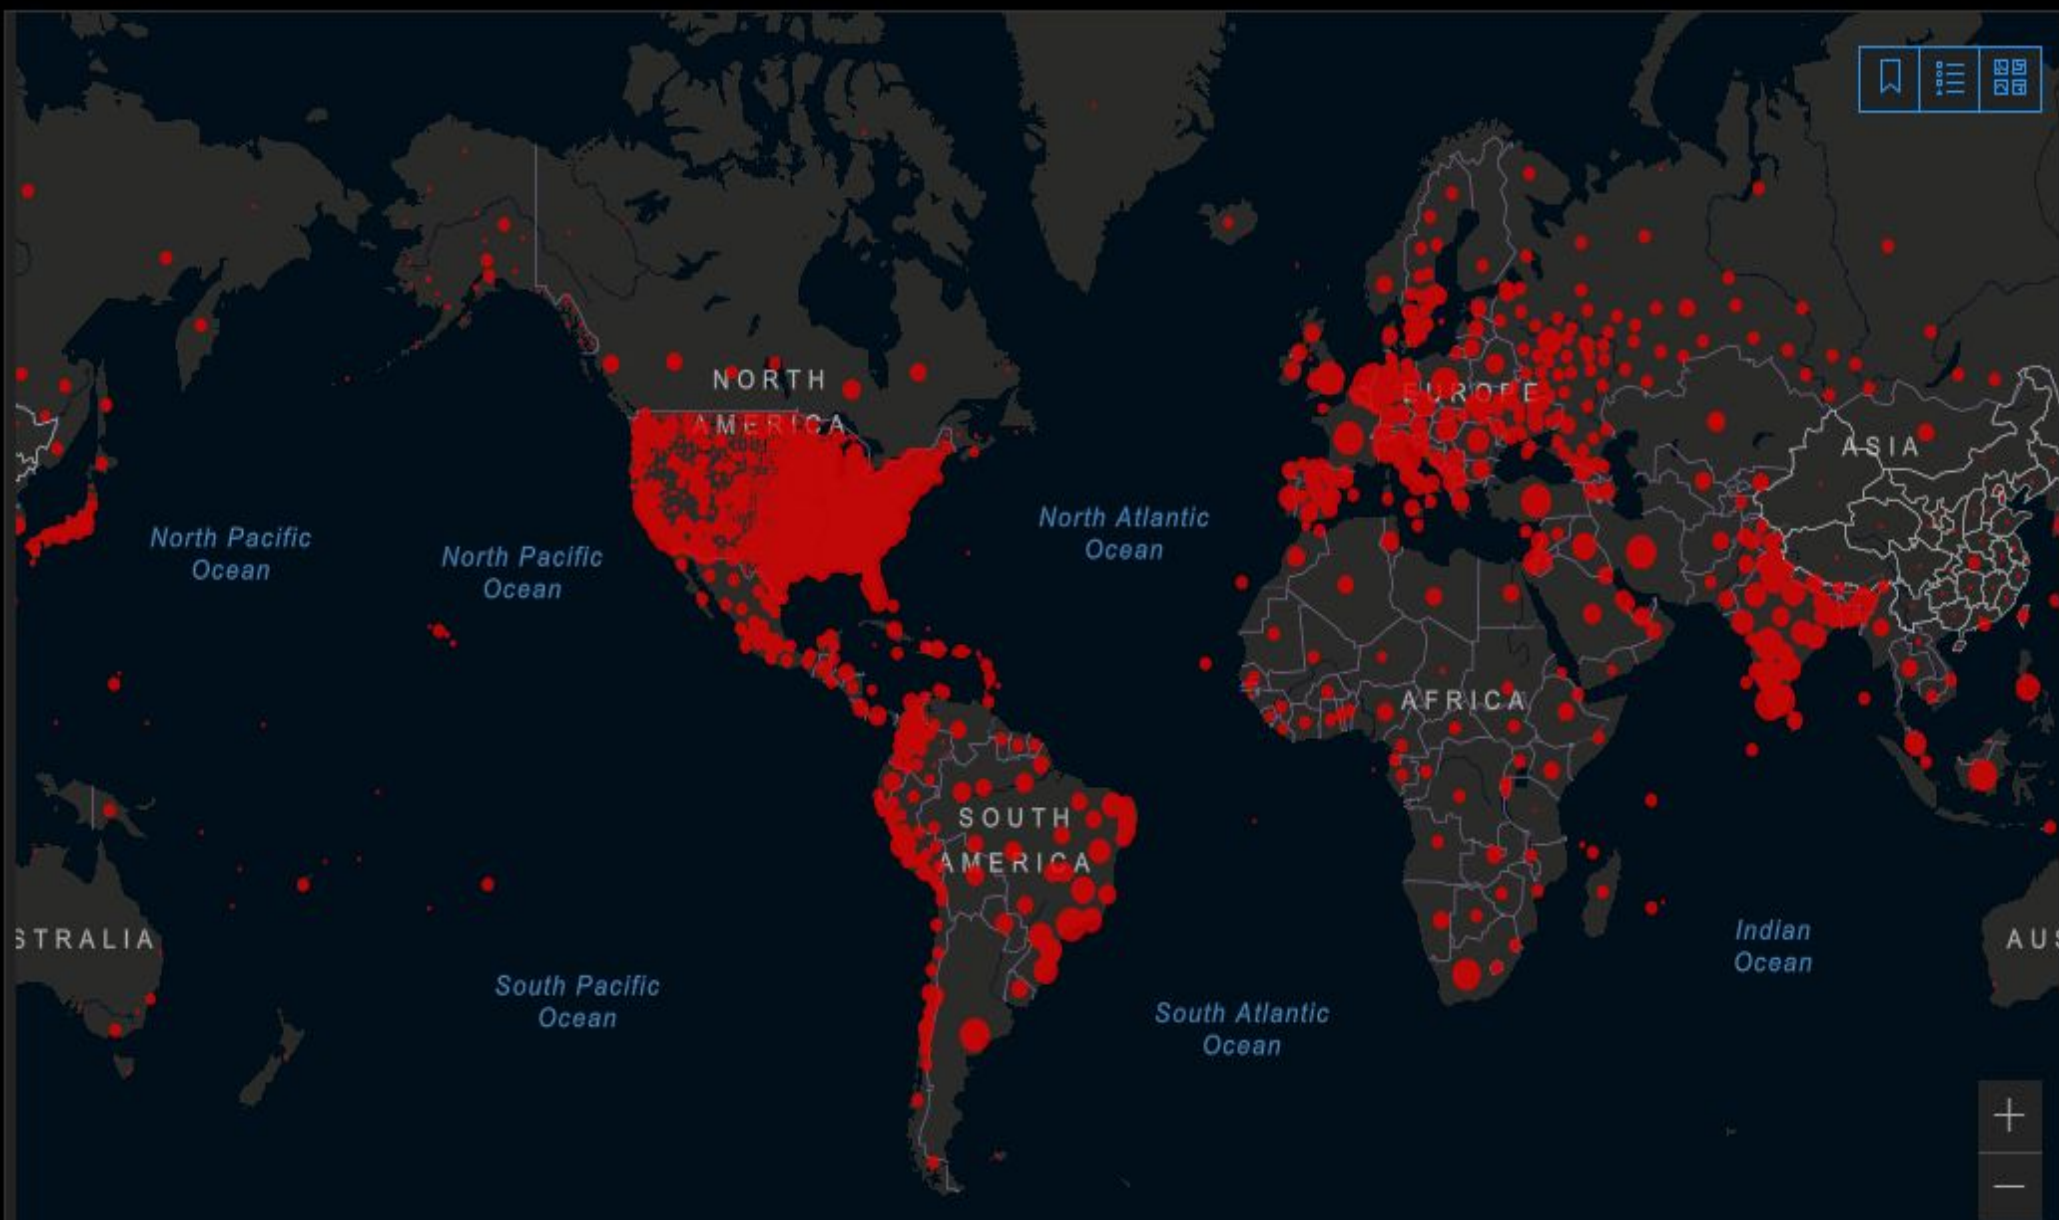 NORTH
AMERICA
EUROPE
ASIA
North Pacific
Ocean
North Pacific
Ocean
North Atlantic
Ocean
AFRICA
SOUTH
AMERICA
STRALIA
South Pacific
Ocean
South Atlantic
Ocean
Indian
Ocean
AUS